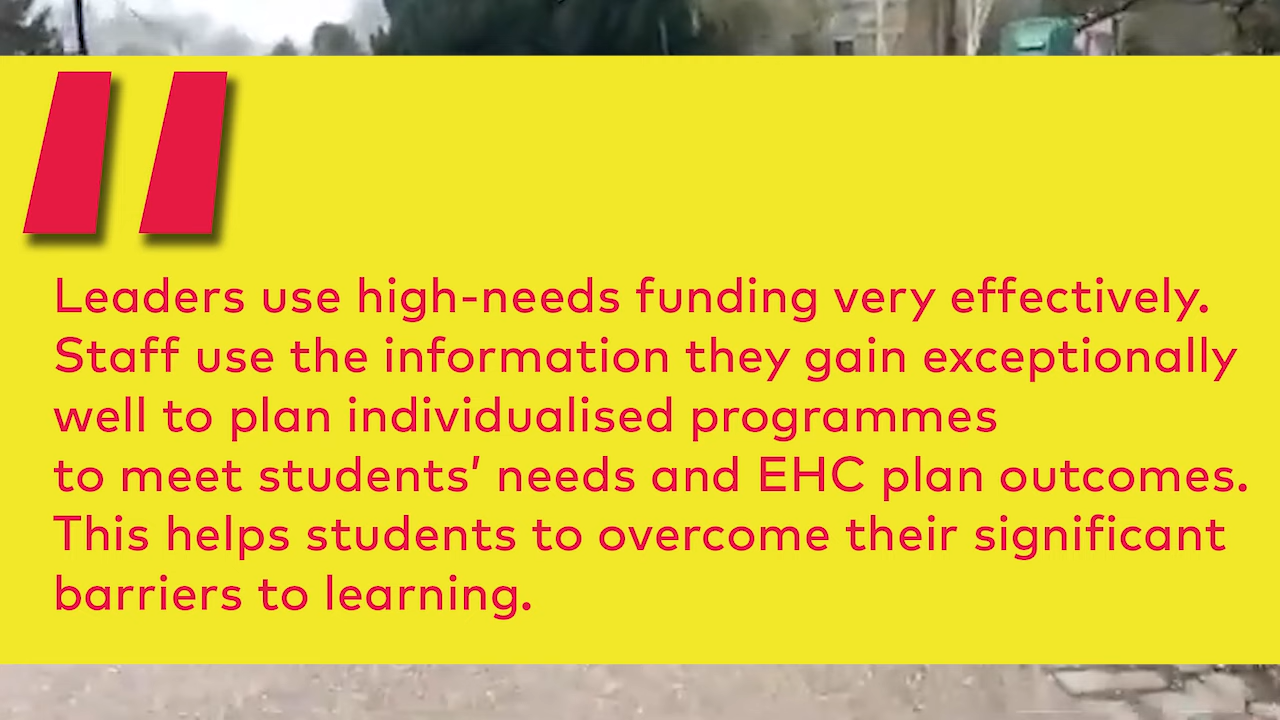 "
Leaders use high-needs funding very effectively.
Staff use the information they gain exceptionally
well to plan individualised programmes
to meet students’ needs and EHC plan outcomes.
This helps students to overcome their significant
barriers to learning.